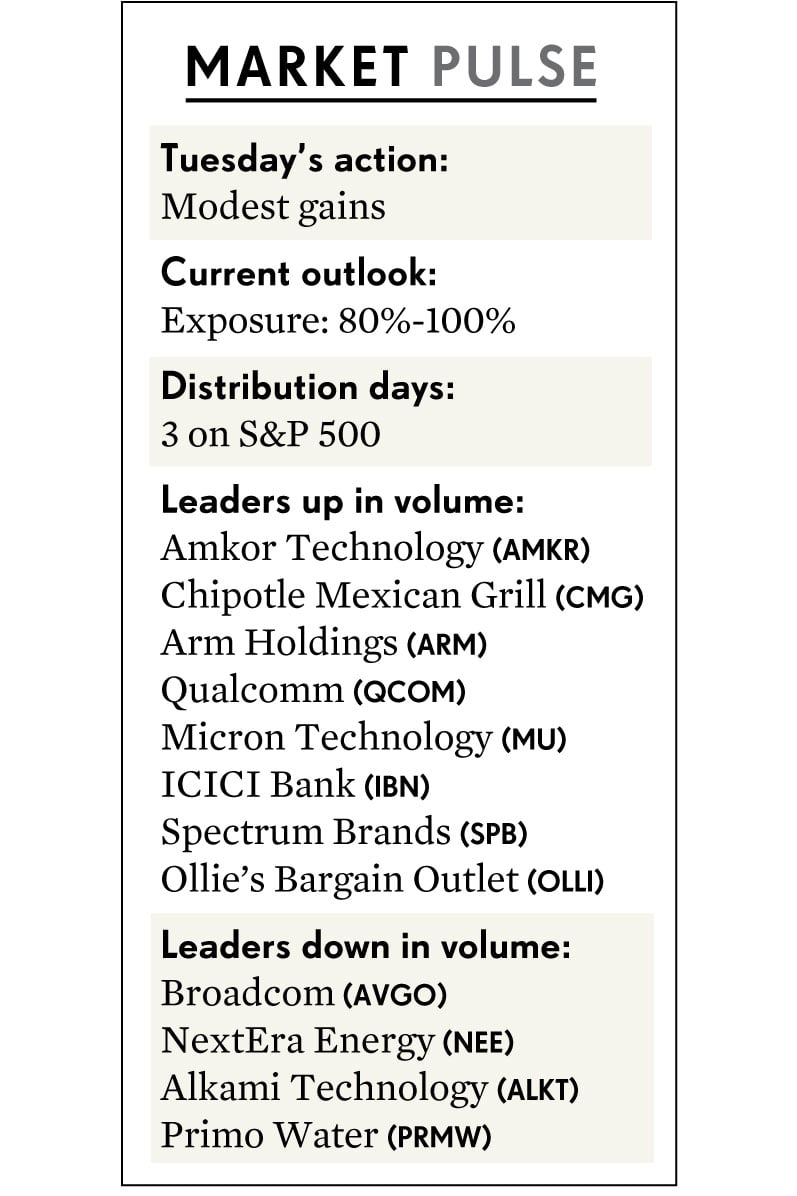 MARKET PULSE
Tuesday’s action:
Modest gains
Current outlook:
Exposure: 80%-100%
Distribution days:
3 on S&P 500
Leaders up in volume:
Amkor Technology (AMKR)
Chipotle Mexican Grill (CMG)
Arm Holdings (ARM)
Qualcomm (QCOM)
Micron Technology (MU)
ICICI Bank (IBN)
Spectrum Brands (SPB)
Ollie’s Bargain Outlet (OLLI)
Leaders down in volume:
Broadcom (AVGO)
NextEra Energy (NEE)
Alkami Technology (ALKT)
Primo Water (PRMW)